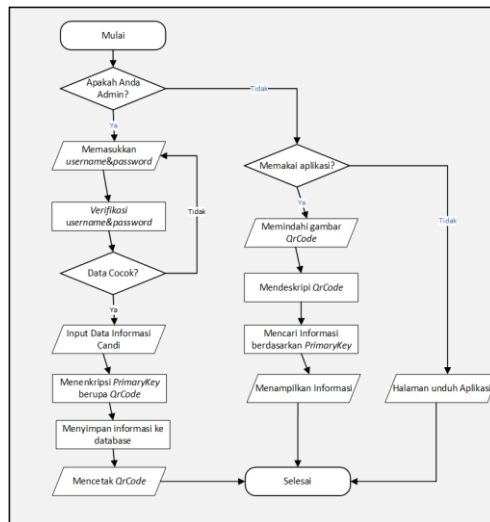 Mulai
Apakah Anda
Admin?
Tidak
Ya
Memasukkan
username&password
Memakai aplikasi?
Verifikasi
username&password
Tidak
Ya
Tidak
Memindahi gambar
QrCode
Data Cocok?
Mendeskripi QrCode
Ya
Input Data Informasi
Candi
Mencari Informasi
berdasarkan PrimaryKey
Menenkripsi PrimaryKey
berupa QrCode
Menampilkan Informasi
Halaman unduh Aplikasi
Menyimpan informasi ke
database
Mencetak QrCode
Selesai